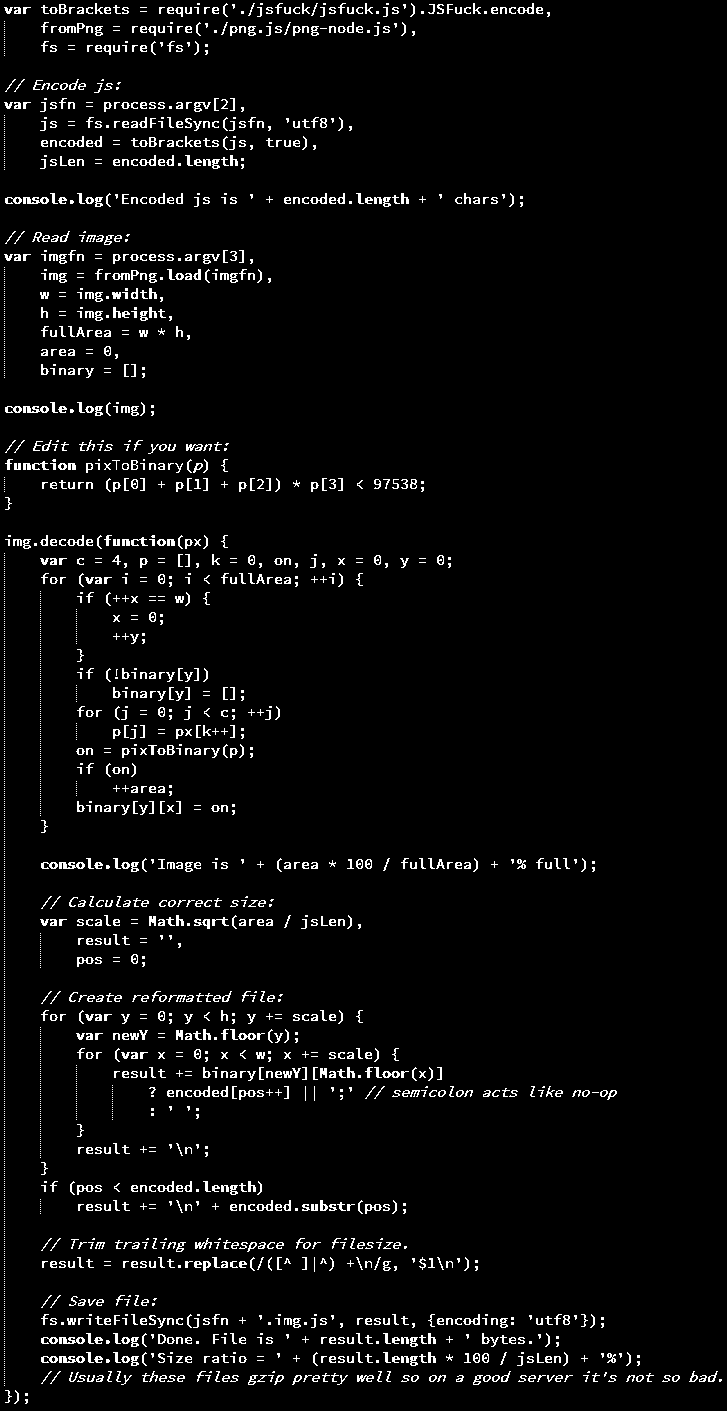 var toBrackets = require('./jsfuck/jsfuck.js').JSFuck.encode,
    fromPng = require('./png.js/png-node.js'),
    fs = require('fs');

// Encode js:
var jsfn = process.argv[2],
    js = fs.readFileSync(jsfn, 'utf8'),
    encoded = toBrackets(js, true),
    jsLen = encoded.length;

console.log('Encoded js is ' + encoded.length + ' chars');

// Read image:
var imgfn = process.argv[3],
    img = fromPng.load(imgfn),
    w = img.width,
    h = img.height,
    fullArea = w * h,
    area = 0,
    binary = [];

console.log(img);

// Edit this if you want:
function pixToBinary(p) {
    return (p[0] + p[1] + p[2]) * p[3] < 97538;
}

img.decode(function(px) {
    var c = 4, p = [], k = 0, on, j, x = 0, y = 0;
    for (var i = 0; i < fullArea; ++i) {
        if (++x == w) {
            x = 0;
            ++y;
        }
        if (!binary[y])
            binary[y] = [];
        for (j = 0; j < c; ++j)
            p[j] = px[k++];
        on = pixToBinary(p);
        if (on)
            ++area;
        binary[y][x] = on;
    }

    console.log('Image is ' + (area * 100 / fullArea) + '% full');

    // Calculate correct size:
    var scale = Math.sqrt(area / jsLen),
        result = '',
        pos = 0;

    // Create reformatted file:
    for (var y = 0; y < h; y += scale) {
        var newY = Math.floor(y);
        for (var x = 0; x < w; x += scale) {
            result += binary[newY][Math.floor(x)]
                ? encoded[pos++] || ';' // semicolon acts like no-op
                : ' ';
        }
        result += '\n';
    }
    if (pos < encoded.length)
        result += '\n' + encoded.substr(pos);

    // Trim trailing whitespace for filesize.
    result = result.replace(/([^ ]|^) +\n/g, '$1\n');

    // Save file:
    fs.writeFileSync(jsfn + '.img.js', result, {encoding: 'utf8'});
    console.log('Done. File is ' + result.length + ' bytes.');
    console.log('Size ratio = ' + (result.length * 100 / jsLen) + '%');
    // Usually these files gzip pretty well so on a good server it's not so bad.
});